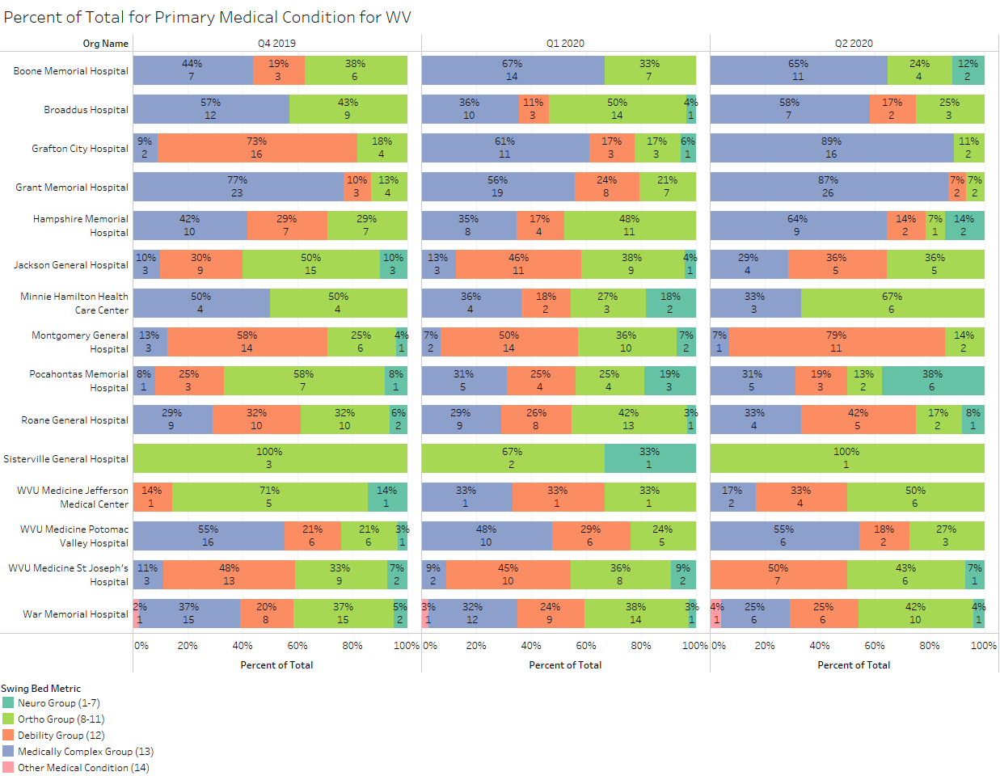 Percent of Total for Primary Medical Condition for WV
Org Name Q4 2019 Q1 2020 Q2 2020
Boone Memorial Hospital
44% 19% 38% 67% 33% 65% 24% 12%
7 3 6 14 7 11 4 2
Broaddus Hospital
57% 43% 36% 11% 50% 4% 58% 17% 25%
12 9 10 3 14 1 7 2 3
Grafton City Hospital
9% 73% 18% 61% 17% 17% 6% 89% 11%
2 16 4 11 3 3 1 16 2
Grant Memorial Hospital
77% 10% 13% 56% 24% 21% 87% 7% 7%
23 3 4 19 8 7 26 2 2
Hampshire Memorial
Hospital
42% 29% 29% 35% 17% 48% 64% 14% 7% 14%
10 7 7 8 4 11 9 2 1 2
Jackson General Hospital
10% 30% 50% 10% 13% 46% 38% 4% 29% 36% 36%
3 9 15 3 3 11 9 1 4 5 5
Minnie Hamilton Health
Care Center
50% 50% 36% 18% 27% 18% 33% 67%
4 4 4 2 3 2 3 6
Montgomery General
Hospital
13% 58% 25% 4% 7% 50% 36% 7% 7% 79% 14%
3 14 6 1 2 14 10 2 1 11 2
Pocahontas Memorial
Hospital
8% 25% 58% 8% 31% 25% 25% 19% 31% 19% 13% 38%
1 3 7 1 5 4 4 3 5 3 2 6
Roane General Hospital
29% 32% 32% 6% 29% 26% 42% 3% 33% 42% 17% 8%
9 10 10 2 9 8 13 1 4 5 2 1
Sisterville General Hospital
100% 67% 33% 100%
3 2 1 1
WVU Medicine Jefferson
Medical Center
14% 71% 14% 33% 33% 33% 17% 33% 50%
1 5 1 1 1 1 2 4 6
WVU Medicine Potomac
Valley Hospital
55% 21% 21% 3% 48% 29% 24% 55% 18% 27%
16 6 6 1 10 6 5 6 2 3
WVU Medicine St Joseph's
Hospital
11% 48% 33% 7% 9% 45% 36% 9% 50% 43% 7%
3 13 9 2 2 10 8 2 7 6 1
War Memorial Hospital
2% 37% 20% 37% 5% 3% 32% 24% 38% 3% 4% 25% 25% 42% 4%
1 15 8 15 2 1 12 9 14 1 1 6 6 10 1
0% 20% 40% 60% 80% 100% 0% 20% 40% 60% 80% 100% 0% 20% 40% 60% 80% 100%
Percent of Total Percent of Total Percent of Total
Swing Bed Metric
Neuro Group (1-7)
Ortho Group (8-11)
Debility Group (12)
Medically Complex Group (13)
Other Medical Condition (14)